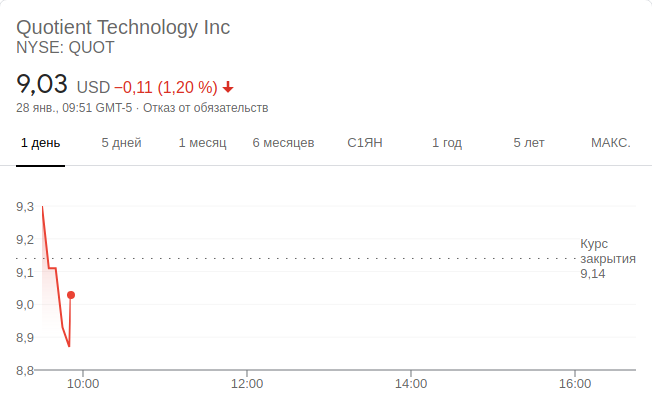 Quotient Technology Inc
NYSE: QUOT
9,03 USD −0,11 (1,20 %)
28 янв., 09:51 GMT-5 · Отказ от обязательств
1 день 5 дней 1 месяц 6 месяцев С1ЯН 1 год 5 лет МАКС.
9,3
9,2
Курс
закрытия
9,14
9,1
9,0
8,9
8,8
10:00 12:00 14:00 16:00